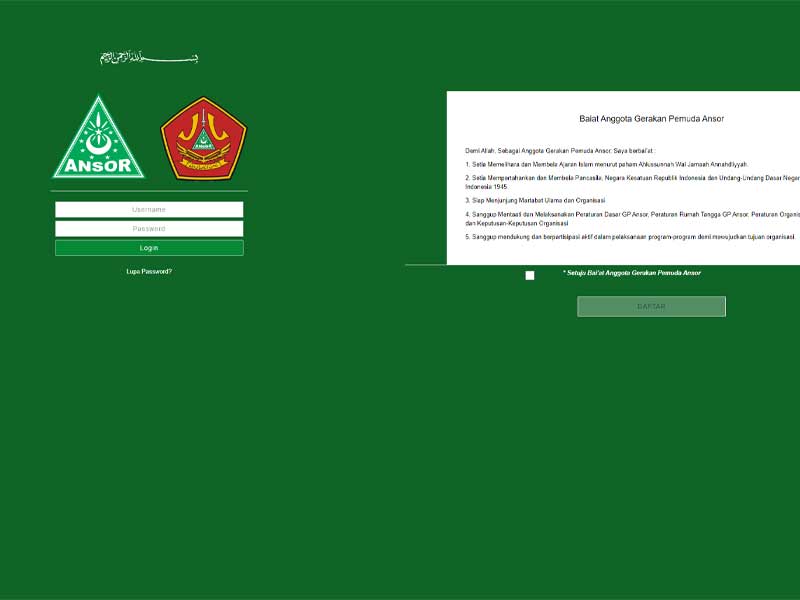 بسم الله الرحمن الرحيم
ANSOR
Username
Password
Login
Lupa Password?
Baiat Anggota Gerakan Pemuda Ansor
Demi Allah, Sebagai Anggota Gerakan Pemuda Ansor. Saya berbai'at :
1. Setia Memelihara dan Membela Ajaran Islam menurut paham Ahlussunnah Wal Jamaah Annahdliyyah.
2. Setia Mempertahankan dan Membela Pancasila, Negara Kesatuan Republik Indonesia dan Undang-Undang Dasar Negar
Indonesia 1945.
3. Siap Menjunjung Martabat Ulama dan Organisasi
4. Sanggup Mentaati dan Melaksanakan Peraturan Dasar GP Ansor, Peraturan Rumah Tangga GP Ansor, Peraturan Organis
dan Keputusan-Keputusan Organisasi
5. Sanggup mendukung dan berpartisipasi aktif dalam pelaksanaan program-program demi mewujudkan tujuan organisasi.
* Setuju Bai'at Anggota Gerakan Pemuda Ansor
DAFTAR